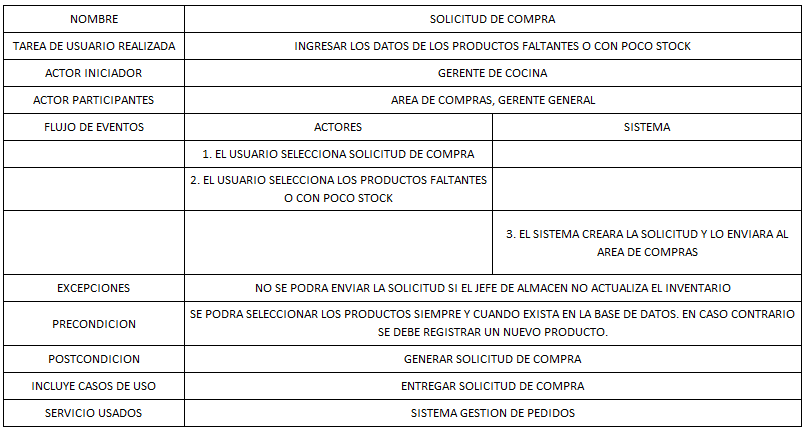 NOMBRE SOLICITUD DE COMPRA
TAREA DE USUARIO REALIZADA INGRESAR LOS DATOS DE LOS PRODUCTOS FALTANTES O CON POCO STOCK
ACTOR INICIADOR GERENTE DE COCINA
ACTOR PARTICIPANTES AREA DE COMPRAS, GERENTE GENERAL
FLUJO DE EVENTOS ACTORES SISTEMA
1. EL USUARIO SELECCIONA SOLICITUD DE COMPRA
2. EL USUARIO SELECCIONA LOS PRODUCTOS FALTANTES
O CON POCO STOCK
3. EL SISTEMA CREARA LA SOLICITUD Y LO ENVIARA AL
AREA DE COMPRAS
EXCEPCIONES NO SE PODRA ENVIAR LA SOLICITUD SI EL JEFE DE ALMACEN NO ACTUALIZA EL INVENTARIO
PRECONDICION SE PODRA SELECCIONAR LOS PRODUCTOS SIEMPRE Y CUANDO EXISTA EN LA BASE DE DATOS. EN CASO CONTRARIO
SE DEBE REGISTRAR UN NUEVO PRODUCTO.
POSTCONDICION GENERAR SOLICITUD DE COMPRA
INCLUYE CASOS DE USO ENTREGAR SOLICITUD DE COMPRA
SERVICIO USADOS SISTEMA GESTION DE PEDIDOS